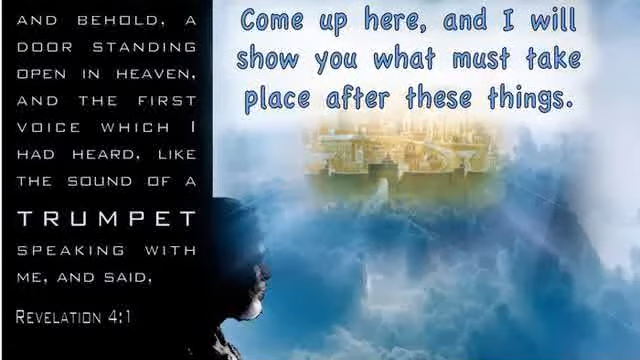 AND BEHOLD, A
DOOR STANDING
OPEN IN HEAVEN,
AND THE FIRST
VOICE WHICH I
HAD HEARD, LIKE
THE SOUND OF A
TRUMPET
SPEAKING WITH
ME, AND SAID,
REVELATION 4:1
Come up here, and I will
show you what must take
place after these things.